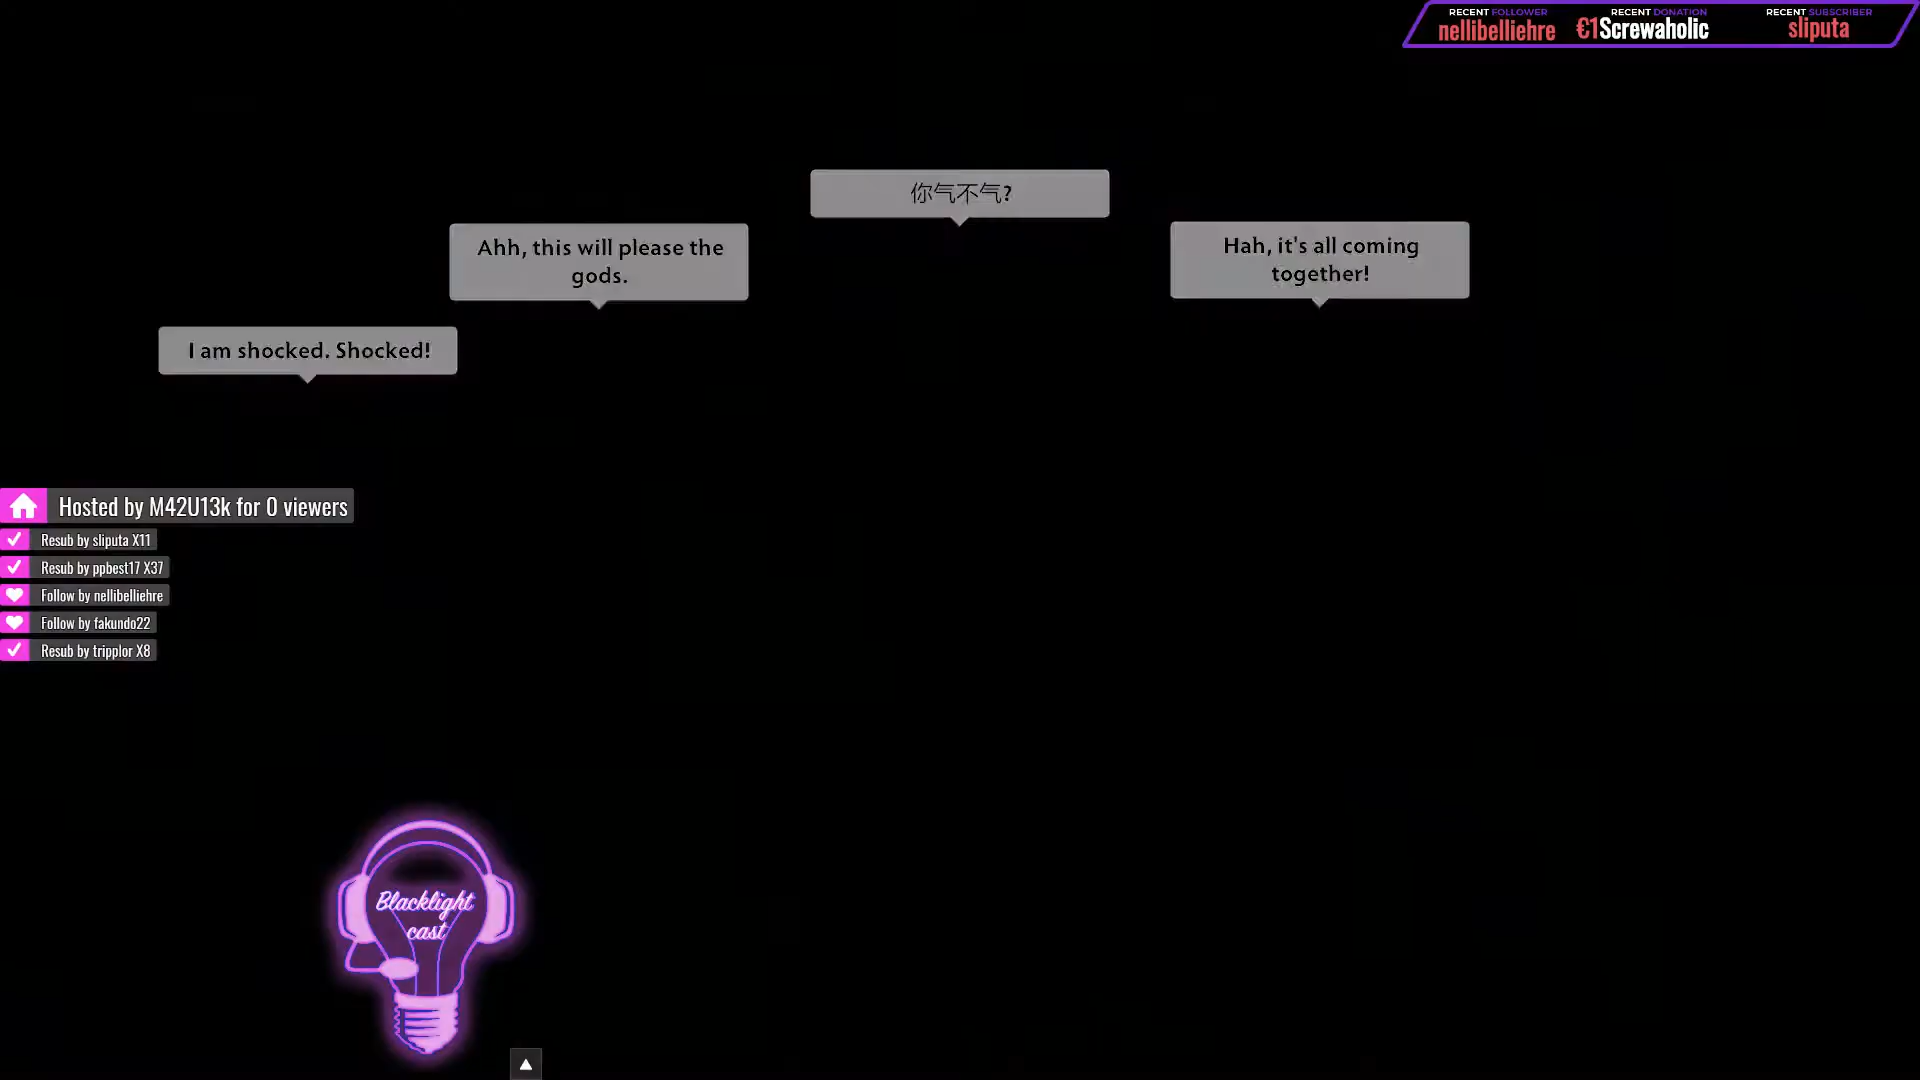 RECENT FOLLOWER
nellibelliehre
RECENT DONATION
€1Screwaholic
RECENT SUBSCRIBER
sliputa
你气不气?
Ahh, this will please the
gods.
Hah, it's all coming
together!
I am shocked. Shocked!
Hosted by M42U13k for 0 viewers
Resub by sliputa X11
Resub by ppbest17 X37
Follow by nellibelliehre
Follow by fakundo22
Resub by tripplor X8
Blacklight
cast